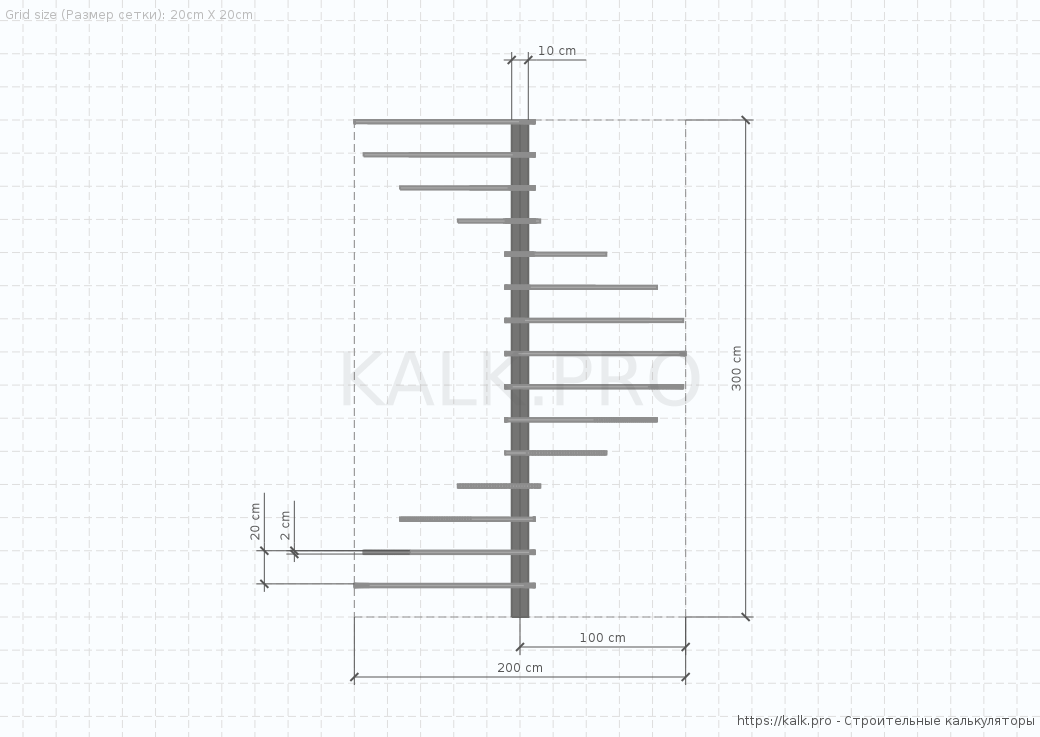 Grid size (Размер сетки): 20cm X 20cm
10 cm
300 cm
KALK.PRO
20 cm
2 cm
100 cm
200 cm
https://kalk.pro - Строительные калькуляторы